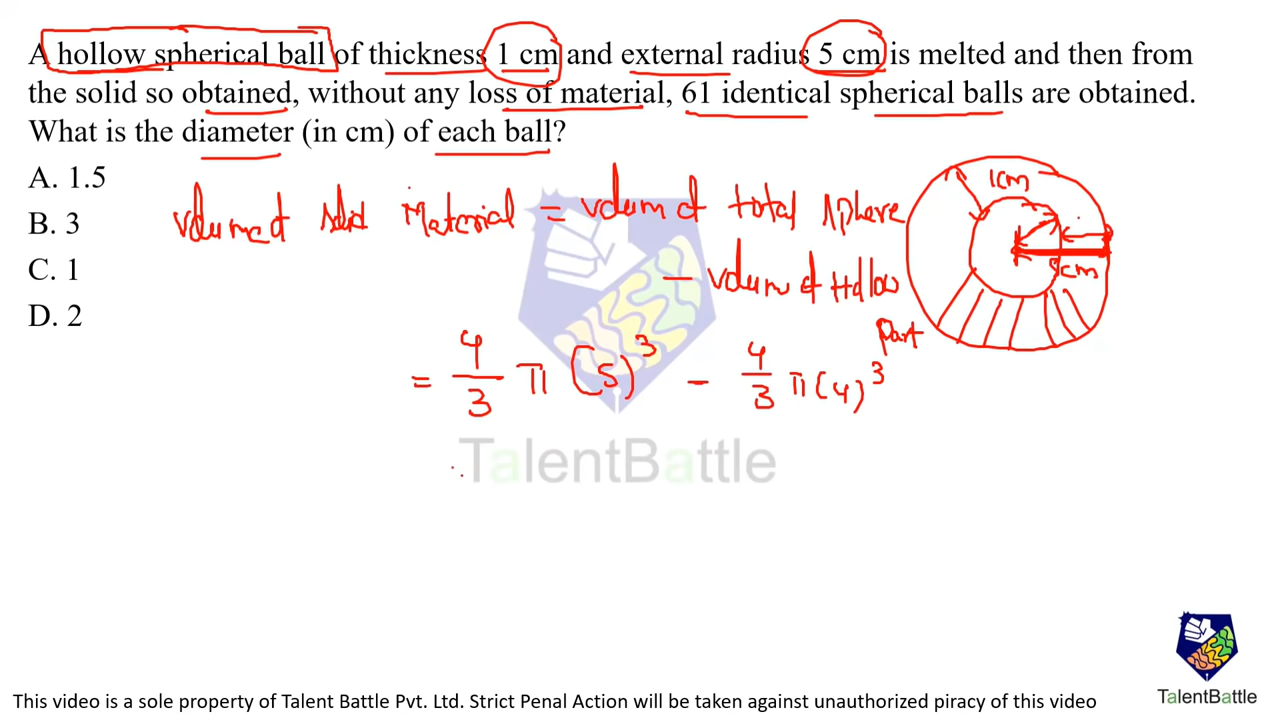 A hollow spherical ball of thickness 1 cm and external radius 5 cm is melted and then from
the solid so obtained, without any loss of material, 61 identical spherical balls are obtained.
What is the diameter (in cm) of each ball?
A. 1.5
B. 3
C. 1
D. 2
volume of solid Material = volum of total sphere
- volum of Hollow
Part
1cm
5cm
= 4/3 π (5)³ - 4/3 π(4)³
TalentBattle
TalentBattle
This video is a sole property of Talent Battle Pvt. Ltd. Strict Penal Action will be taken against unauthorized piracy of this video